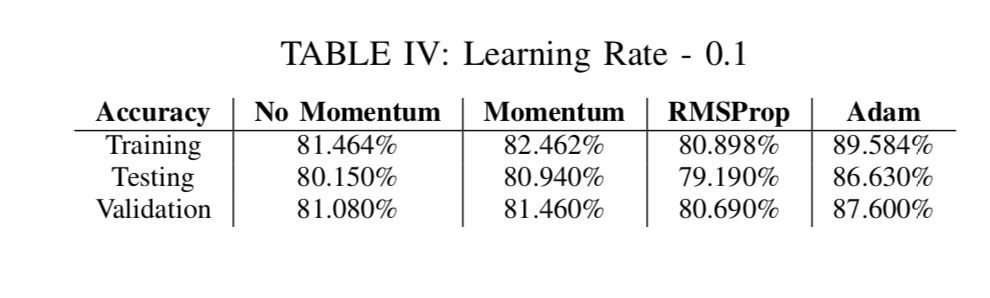 TABLE IV: Learning Rate - 0.1
Accuracy No Momentum Momentum RMSProp Adam
Training 81.464% 82.462% 80.898% 89.584%
Testing 80.150% 80.940% 79.190% 86.630%
Validation 81.080% 81.460% 80.690% 87.600%